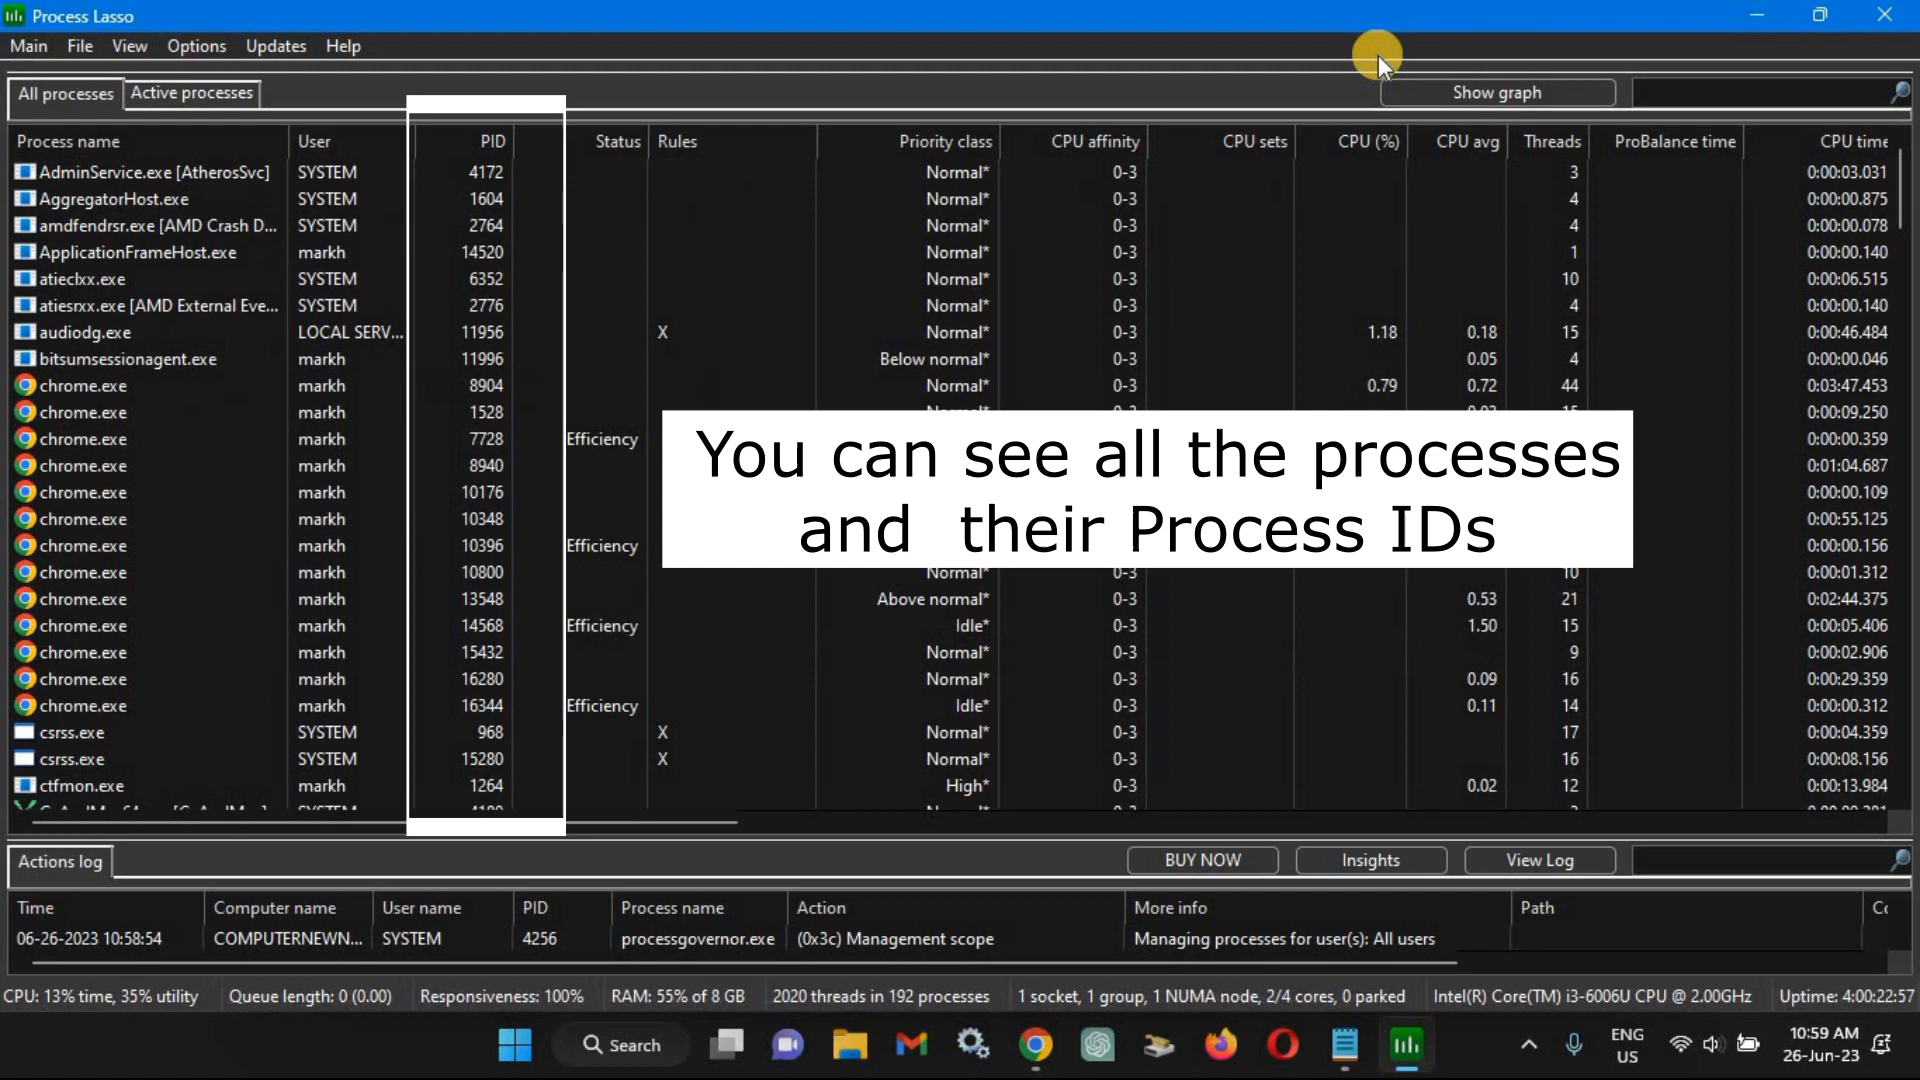 Process Lasso
Main File View Options Updates Help
All processes Active processes Show graph
Process name User PID Status Rules Priority class CPU affinity CPU sets CPU (%) CPU avg Threads ProBalance time CPU time
AdminService.exe [AtherosSvc] SYSTEM 4172 Normal* 0-3 3 0:00:03.031
AggregatorHost.exe SYSTEM 1604 Normal* 0-3 4 0:00:00.875
amdfendrsr.exe [AMD Crash D... SYSTEM 2764 Normal* 0-3 4 0:00:00.078
ApplicationFrameHost.exe markh 14520 Normal* 0-3 1 0:00:00.140
atieclxx.exe SYSTEM 6352 Normal* 0-3 10 0:00:06.515
atiesrxx.exe [AMD External Eve... SYSTEM 2776 Normal* 0-3 4 0:00:00.140
audiodg.exe LOCAL SERV... 11956 X Normal* 0-3 1.18 0.18 15 0:00:46.484
bitsumsessionagent.exe markh 11996 Below normal* 0-3 0.05 4 0:00:00.046
chrome.exe markh 8904 Normal* 0-3 0.79 0.72 44 0:03:47.453
chrome.exe markh 1528 0:00:09.250
chrome.exe markh 7728 Efficiency 0:00:00.359
chrome.exe markh 8940 0:01:04.687
chrome.exe markh 10176 0:00:00.109
chrome.exe markh 10348 0:00:55.125
chrome.exe markh 10396 Efficiency 0:00:00.156
You can see all the processes
and their Process IDs
chrome.exe markh 10800 Normal* 0-3 10 0:00:01.312
chrome.exe markh 13548 Above normal* 0-3 0.53 21 0:02:44.375
chrome.exe markh 14568 Efficiency Idle* 0-3 1.50 15 0:00:05.406
chrome.exe markh 15432 Normal* 0-3 9 0:00:02.906
chrome.exe markh 16280 Normal* 0-3 0.09 16 0:00:29.359
chrome.exe markh 16344 Efficiency Idle* 0-3 0.11 14 0:00:00.312
csrss.exe SYSTEM 968 X Normal* 0-3 17 0:00:04.359
csrss.exe SYSTEM 15280 X Normal* 0-3 16 0:00:08.156
ctfmon.exe markh 1264 High* 0-3 0.02 12 0:00:13.984
Actions log BUY NOW Insights View Log
Time Computer name User name PID Process name Action More info Path
06-26-2023 10:58:54 COMPUTERNEWN... SYSTEM 4256 processgovernor.exe (0x3c) Management scope Managing processes for user(s): All users
CPU: 13% time, 35% utility Queue length: 0 (0.00) Responsiveness: 100% RAM: 55% of 8 GB 2020 threads in 192 processes 1 socket, 1 group, 1 NUMA node, 2/4 cores, 0 parked Intel(R) Core(TM) i3-6006U CPU @ 2.00GHz Uptime: 4:00:22:57
Search ENG 10:59 AM
US 26-Jun-23